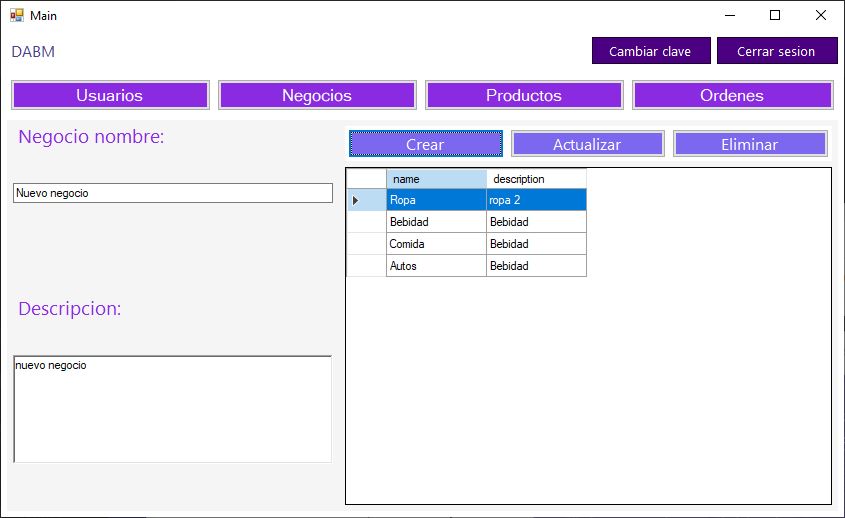 Main
DABM
Cambiar clave
Cerrar sesion
Usuarios
Negocios
Productos
Ordenes
Negocio nombre:
Crear
Actualizar
Eliminar
Nuevo negocio
name description
Ropa ropa 2
Bebidad Bebidad
Comida Bebidad
Autos Bebidad
Descripcion:
nuevo negocio